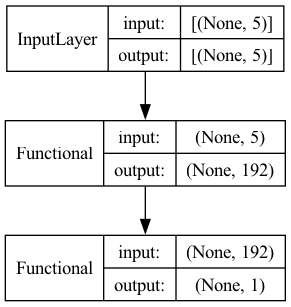 InputLayer input: [(None, 5)]
output: [(None, 5)]
Functional input: (None, 5)
output: (None, 192)
Functional input: (None, 192)
output: (None, 1)